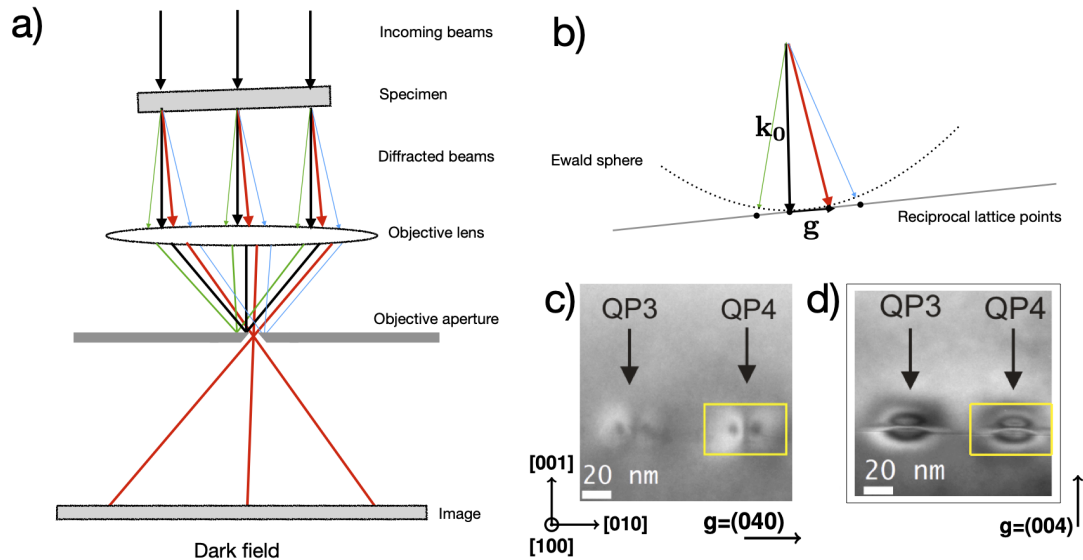 a)
Incoming beams
Specimen
Diffracted beams
Objective lens
Objective aperture
Image
Dark field
b)
k₀
Ewald sphere
Reciprocal lattice points
g
c)
QP3 QP4
20 nm
[001]
[010]
[100]
g=(040)
d)
QP3 QP4
20 nm
g=(004)